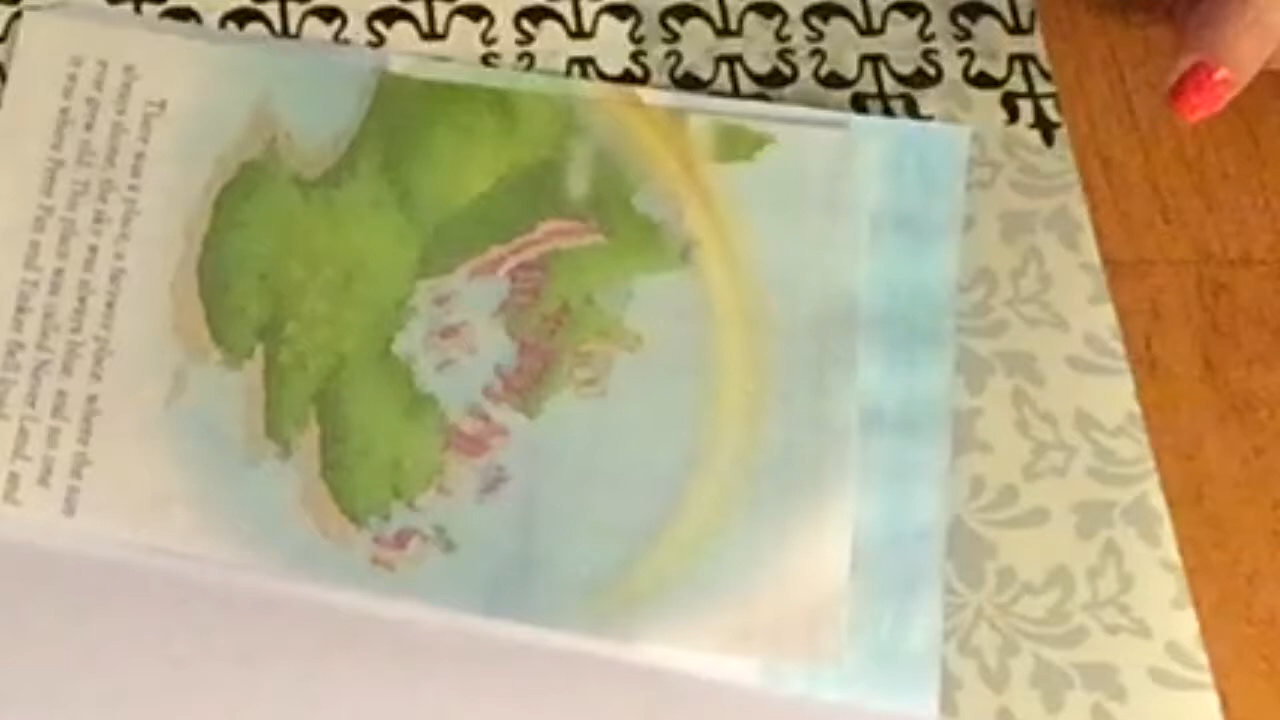 There was a place, a faraway place, where the sun
always shone, the sky was always blue, and no one
ever grew old. This place was called Never Land, and
it was where Peter Pan and Tinker Bell lived.